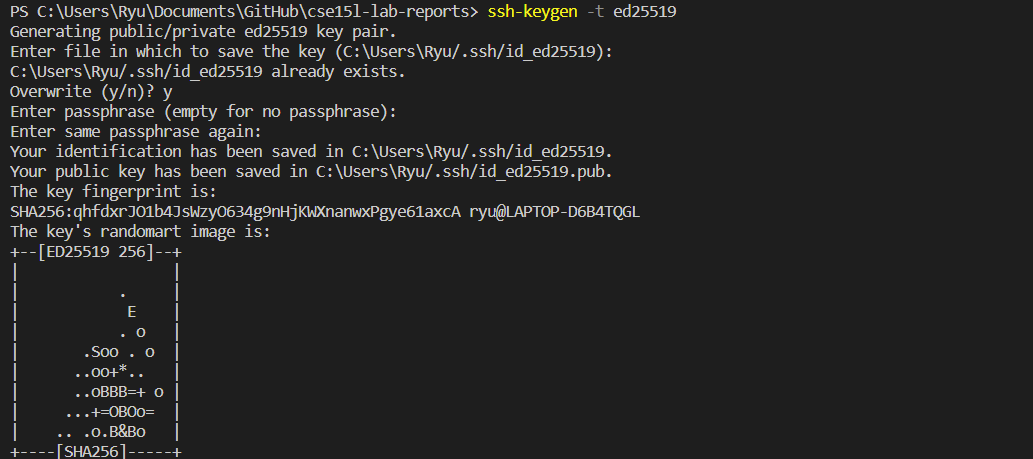 PS C:\Users\Ryu\Documents\GitHub\cse15l-lab-reports> ssh-keygen -t ed25519
Generating public/private ed25519 key pair.
Enter file in which to save the key (C:\Users\Ryu/.ssh/id_ed25519):
C:\Users\Ryu/.ssh/id_ed25519 already exists.
Overwrite (y/n)? y
Enter passphrase (empty for no passphrase):
Enter same passphrase again:
Your identification has been saved in C:\Users\Ryu/.ssh/id_ed25519.
Your public key has been saved in C:\Users\Ryu/.ssh/id_ed25519.pub.
The key fingerprint is:
SHA256:qhfdxrJO1b4JsWzyO634g9nHjKWXnanwxPgye61axcA ryu@LAPTOP-D6B4TQGL
The key's randomart image is:
+--[ED25519 256]--+
|                 |
|           .     |
|            E    |
|           . o   |
|       .Soo . o  |
|      ..oo+*..   |
|      ..oBBB=+ o |
|     ...+=OBOo=  |
|    .. .o.B&Bo   |
+----[SHA256]-----+